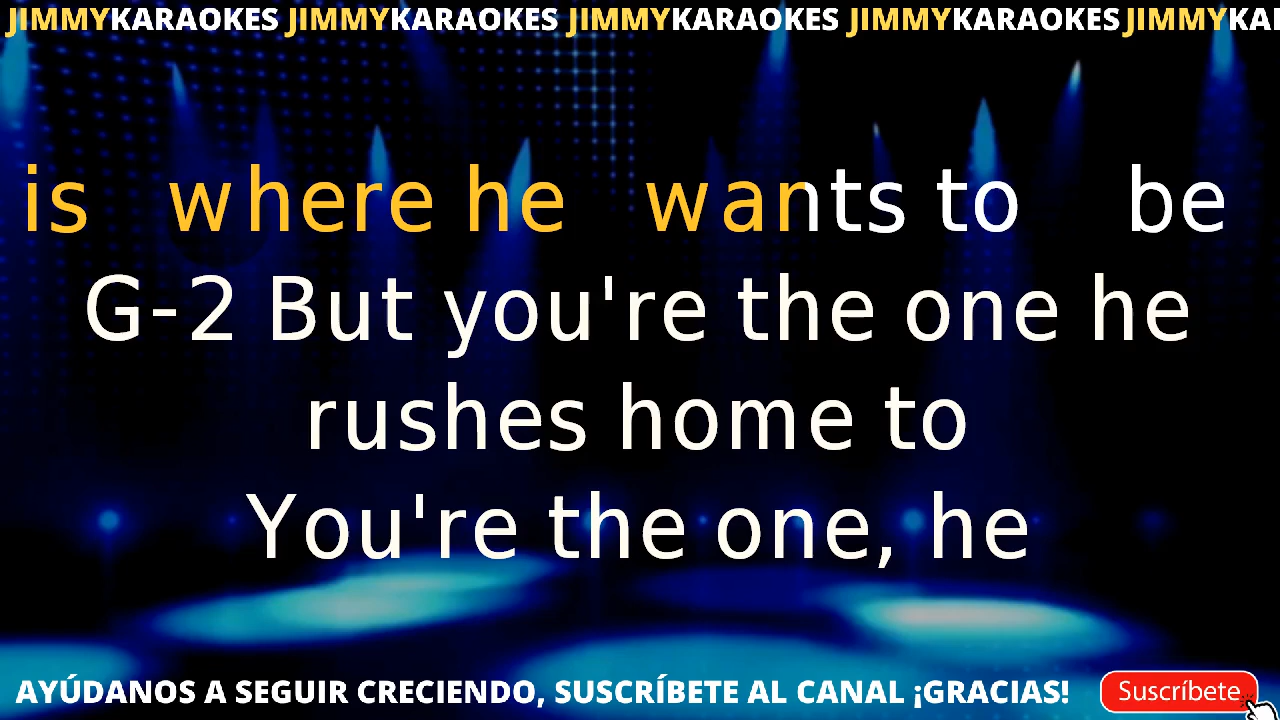 JIMMYKARAOKES JIMMYKARAOKES JIMMYKARAOKES JIMMYKARAOKES JIMMYKAI
is where he wants to be
G-2 But you're the one he
rushes home to
You're the one, he
AYÚDANOS A SEGUIR CRECIENDO, SUSCRÍBETE AL CANAL ¡GRACIAS! Suscríbete